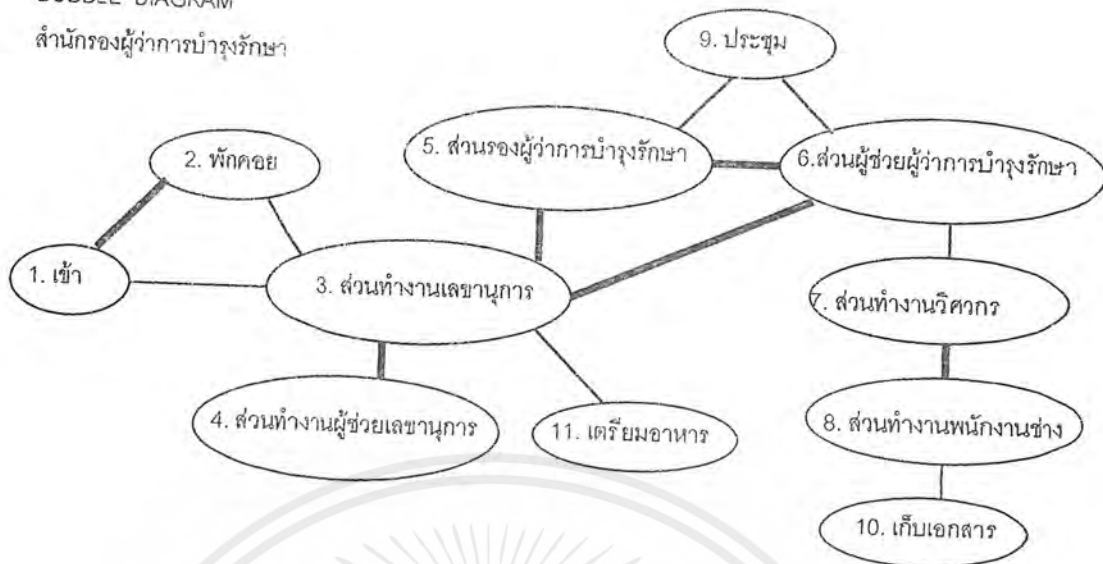 DIAGRAM
สำนักรองผู้ว่าการบำรุงรักษา
9. ประชุม
2. พักคอย
5. ส่วนรองผู้ว่าการบำรุงรักษา
6.ส่วนผู้ช่วยผู้ว่าการบำรุงรักษา
1. เข้า
3. ส่วนทำงานเลขานุการ
7. ส่วนทำงานวิศวกร
4. ส่วนทำงานผู้ช่วยเลขานุการ
11. เตรียมอาหาร
8. ส่วนทำงานพนักงานช่าง
10. เก็บเอกสาร